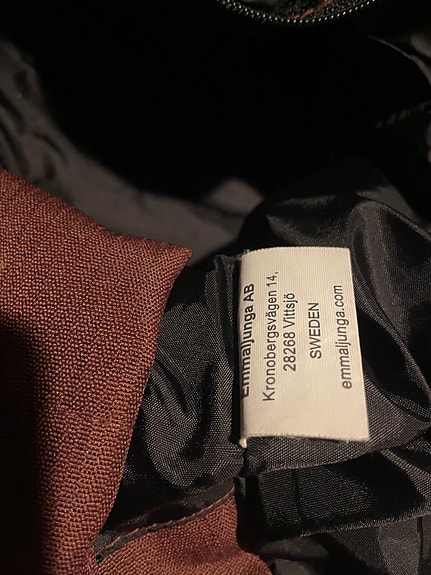 Emmaljunga AB
Kronobergsvägen 14,
28268 Vittsjö
SWEDEN
emmaljunga.com